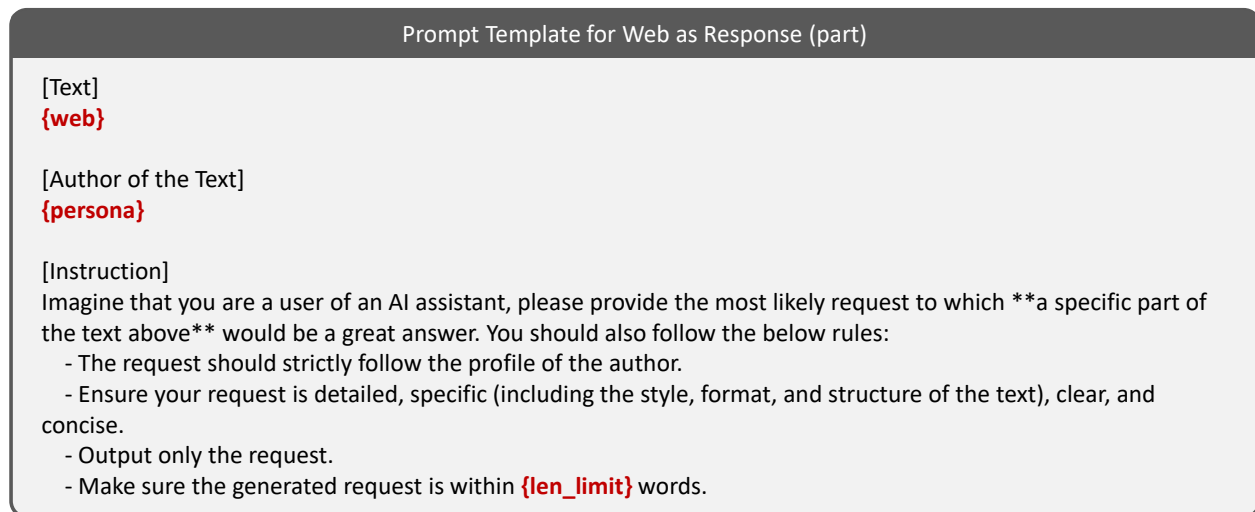 Prompt Template for Web as Response (part)
[Text]
{web}
[Author of the Text]
{persona}
[Instruction]
Imagine that you are a user of an AI assistant, please provide the most likely request to which **a specific part of
the text above** would be a great answer. You should also follow the below rules:
- The request should strictly follow the profile of the author.
- Ensure your request is detailed, specific (including the style, format, and structure of the text), clear, and
concise.
- Output only the request.
- Make sure the generated request is within {len_limit} words.